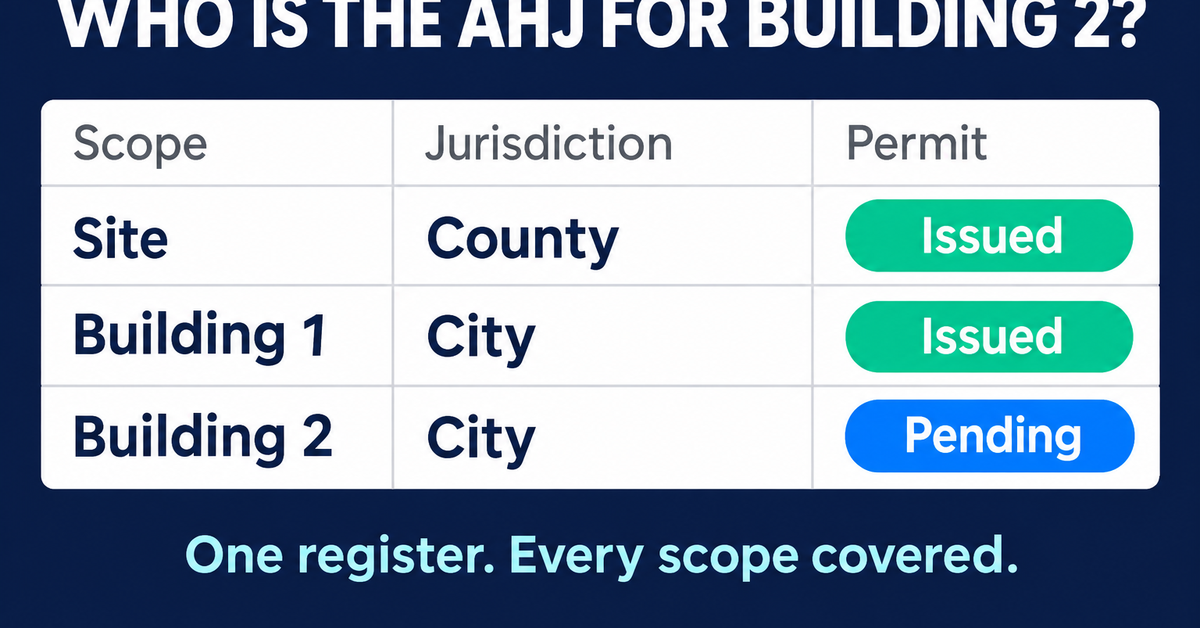 WHO IS THE AHJ FOR BUILDING 2?
Scope Jurisdiction Permit
Site County Issued
Building 1 City Issued
Building 2 City Pending
One register. Every scope covered.